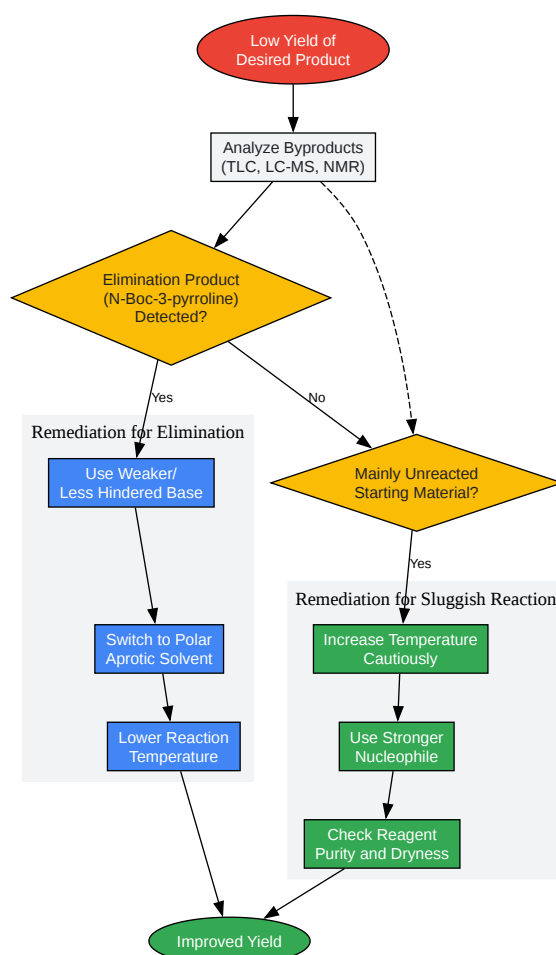 Low Yield of
Desired Product
Analyze Byproducts
(TLC, LC-MS, NMR)
Elimination Product
(N-Boc-3-pyrroline)
Detected?
Yes
No
Remediation for Elimination
Use Weaker/
Less Hindered Base
Switch to Polar
Aprotic Solvent
Lower Reaction
Temperature
Mainly Unreacted
Starting Material?
Yes
Remediation for Sluggish Reaction
Increase Temperature
Cautiously
Use Stronger
Nucleophile
Check Reagent
Purity and Dryness
Improved Yield